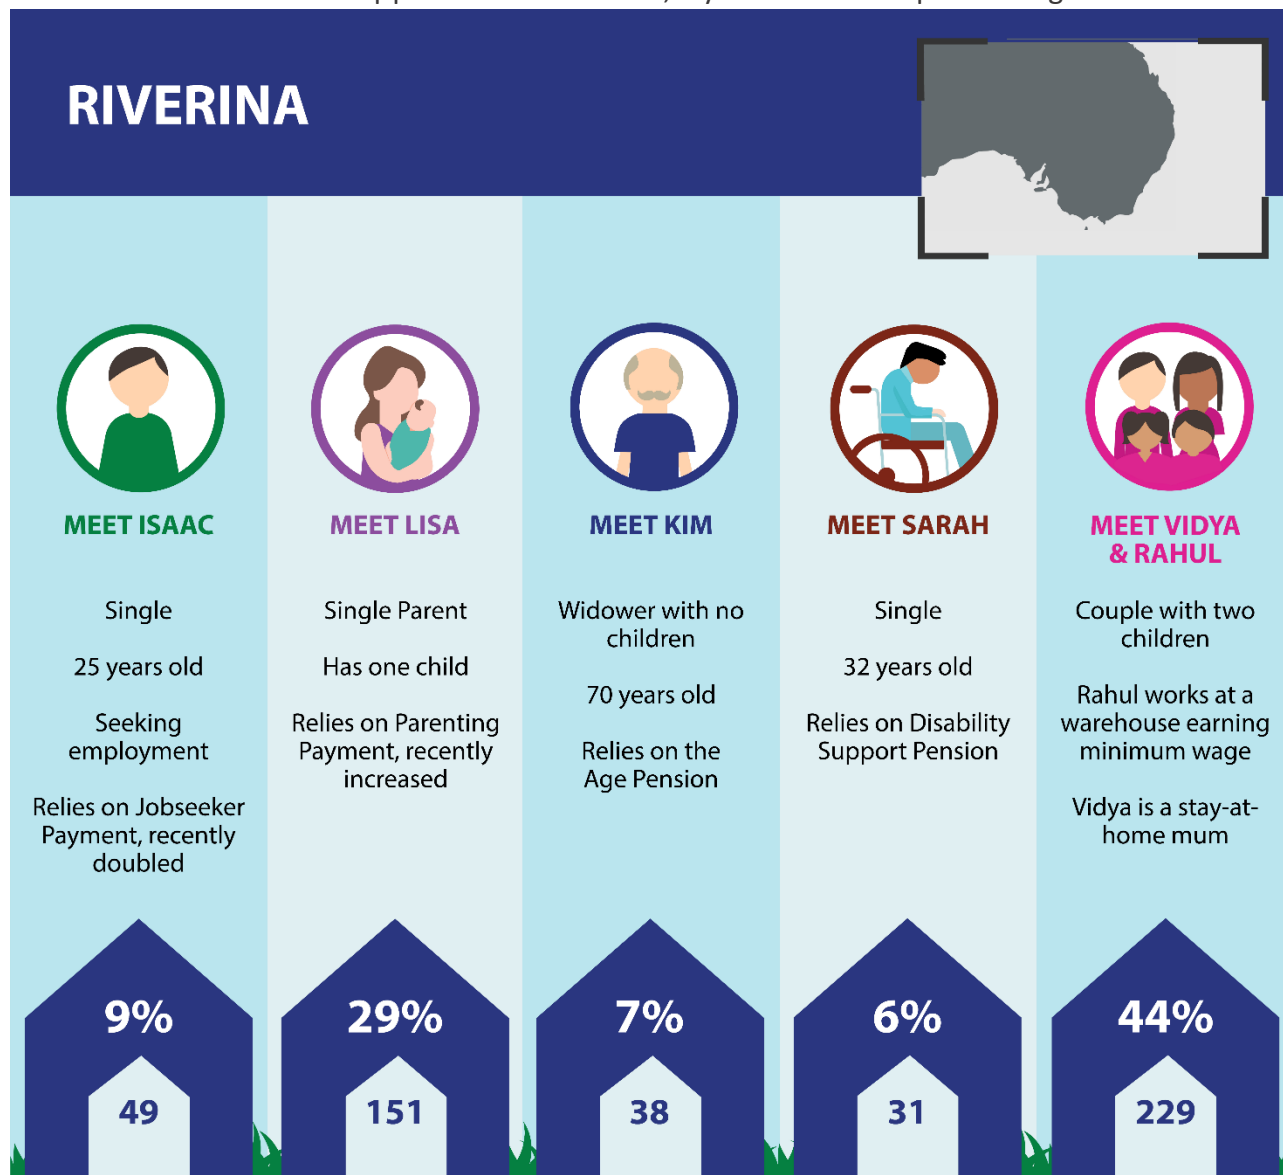 RIVERINA
MEET ISAAC
Single
25 years old
Seeking
employment
Relies on Jobseeker
Payment, recently
doubled
9%
49
MEET LISA
Single Parent
Has one child
Relies on Parenting
Payment, recently
increased
29%
151
MEET KIM
Widower with no
children
70 years old
Relies on the
Age Pension
7%
38
MEET SARAH
Single
32 years old
Relies on Disability
Support Pension
6%
31
MEET VIDYA
& RAHUL
Couple with two
children
Rahul works at a
warehouse earning
minimum wage
Vidya is a stay-at-
home mum
44%
229